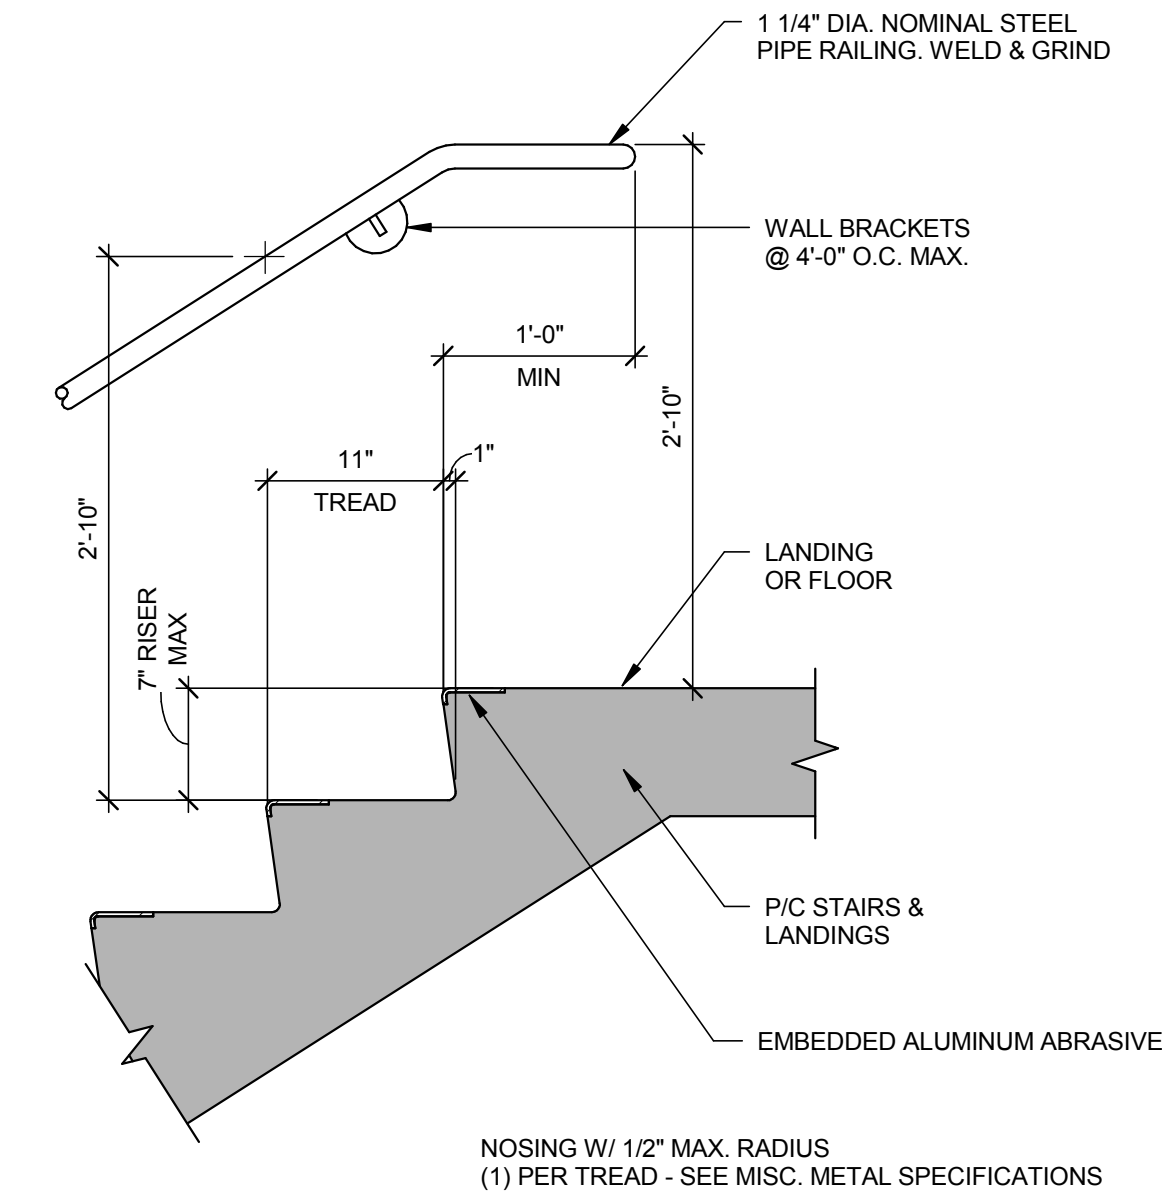 1 1/4" DIA. NOMINAL STEEL
PIPE RAILING. WELD & GRIND
WALL BRACKETS
@ 4'-0" O.C. MAX.
1'-0"
MIN
2'-10"
11"
TREAD
1"
2'-10"
LANDING
OR FLOOR
7" RISER
MAX
P/C STAIRS &
LANDINGS
EMBEDDED ALUMINUM ABRASIVE
NOSING W/ 1/2" MAX. RADIUS
(1) PER TREAD - SEE MISC. METAL SPECIFICATIONS